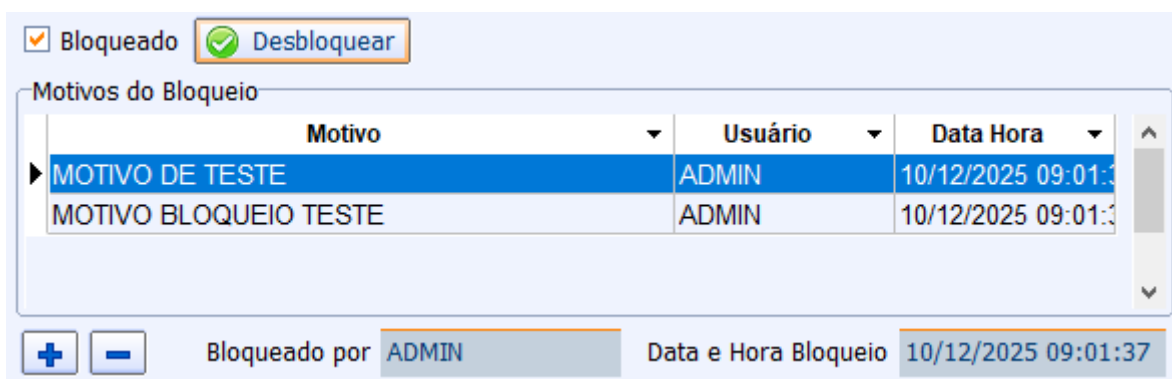 Bloqueado Desbloquear
Motivos do Bloqueio
Motivo Usuário Data Hora
MOTIVO DE TESTE ADMIN 10/12/2025 09:01:
MOTIVO BLOQUEIO TESTE ADMIN 10/12/2025 09:01:
Bloqueado por ADMIN Data e Hora Bloqueio 10/12/2025 09:01:37